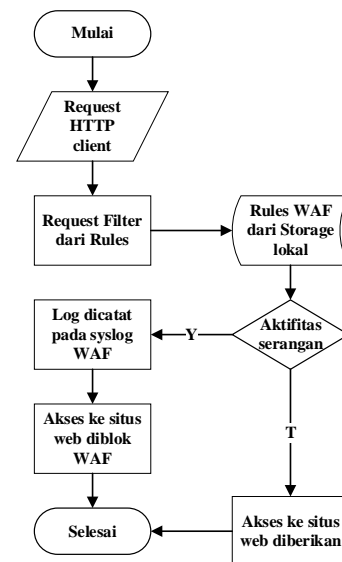 Mulai
Request
HTTP
client
Request Filter
dari Rules
Rules WAF
dari Storage
lokal
Aktifitas
serangan
Y
Log dicatat
pada syslog
WAF
T
Akses ke situs
web diblok
WAF
Akses ke situs
web diberikan
Selesai